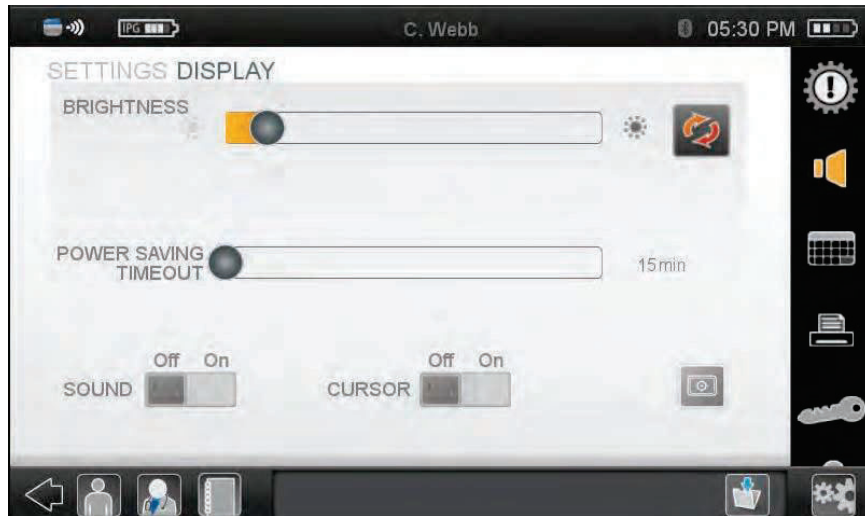 IPG
C. Webb
05:30 PM
SETTINGS DISPLAY
BRIGHTNESS
POWER SAVING
TIMEOUT
15min
Off On
Off On
SOUND
CURSOR